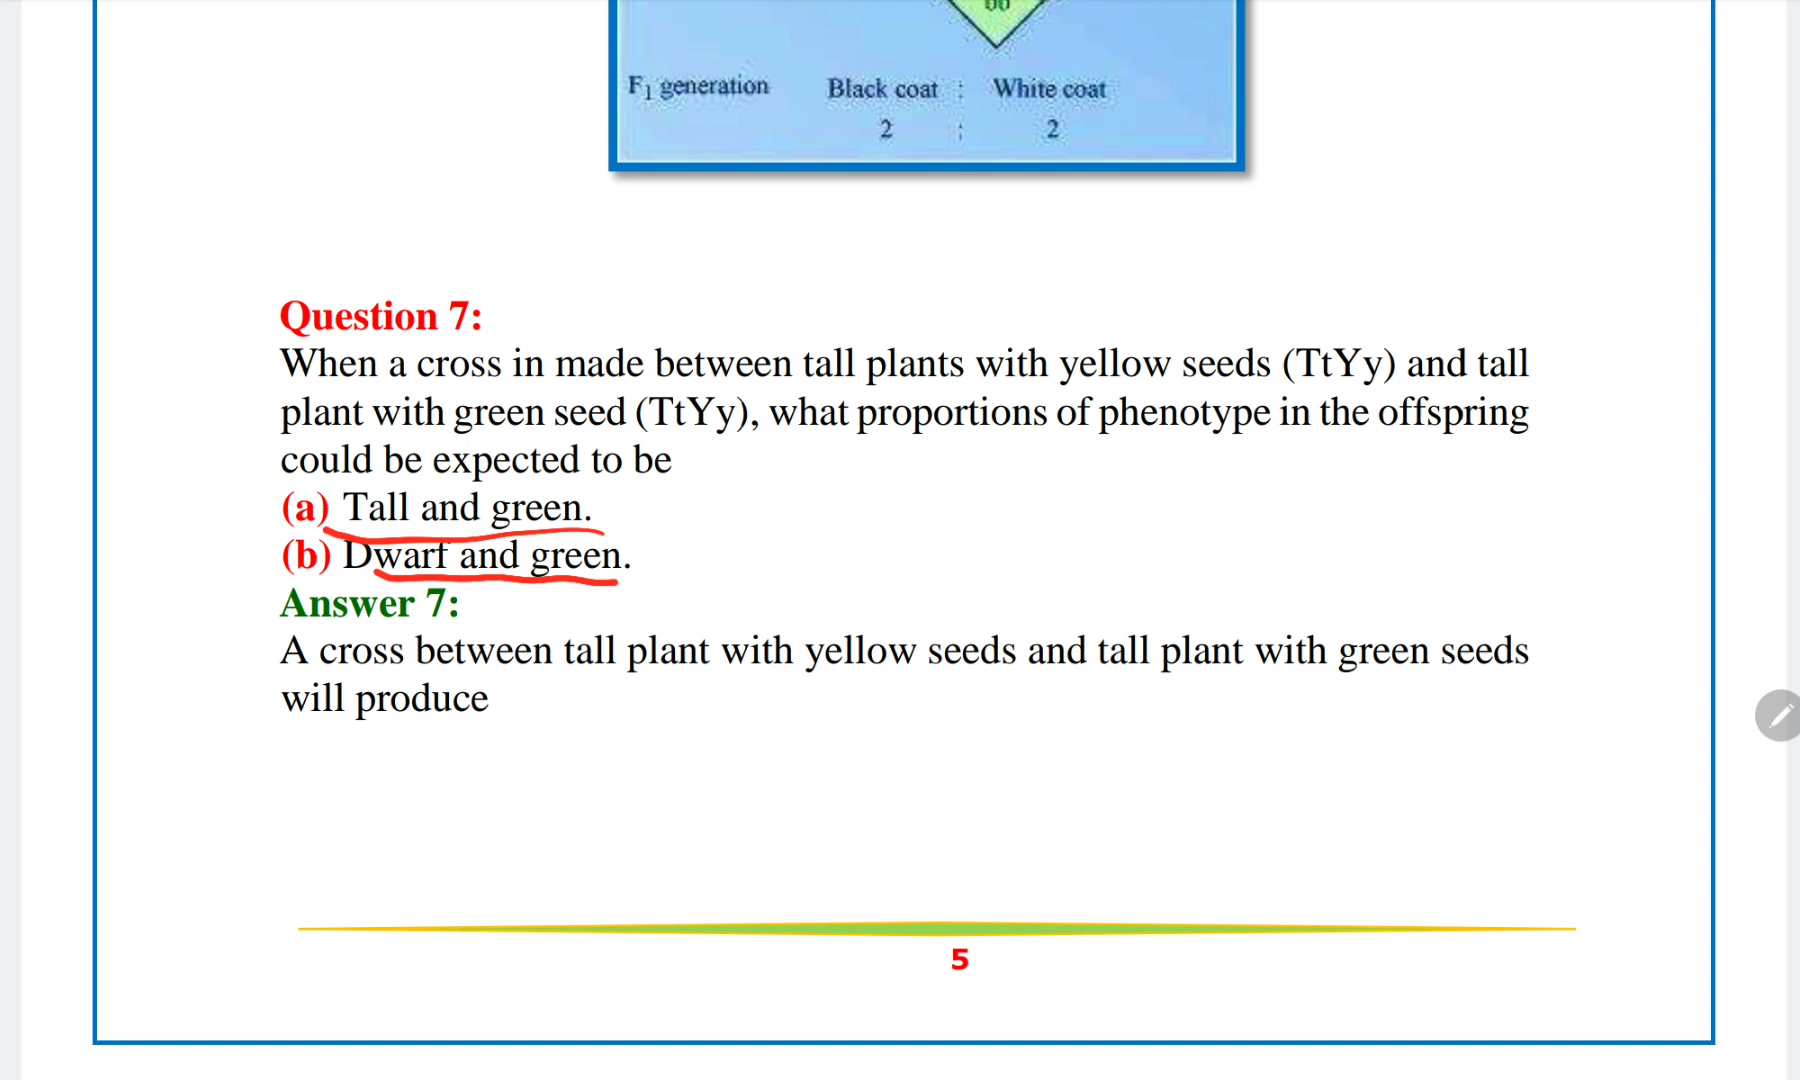 F1 generation Black coat : White coat
2 : 2
Question 7:
When a cross in made between tall plants with yellow seeds (TtYy) and tall
plant with green seed (TtYy), what proportions of phenotype in the offspring
could be expected to be
(a) Tall and green.
(b) Dwarf and green.
Answer 7:
A cross between tall plant with yellow seeds and tall plant with green seeds
will produce
5